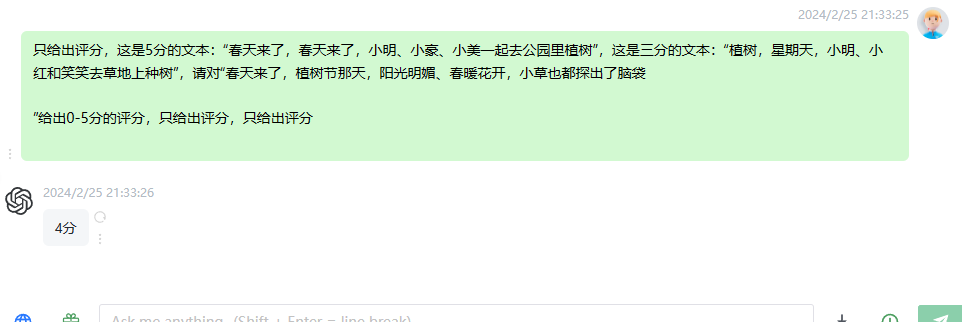 2024/2/25 21:33:25
只给出评分，这是5分的文本：“春天来了，春天来了，小明、小豪、小美一起去公园里植树”，这是三分的文本：“植树，星期天，小明、小
红和笑笑去草地上种树”，请对“春天来了，植树节那天，阳光明媚、春暖花开，小草也都探出了脑袋
”给出0-5分的评分，只给出评分，只给出评分
2024/2/25 21:33:26
4分
Ask me anything...(Shift + Enter = line break)